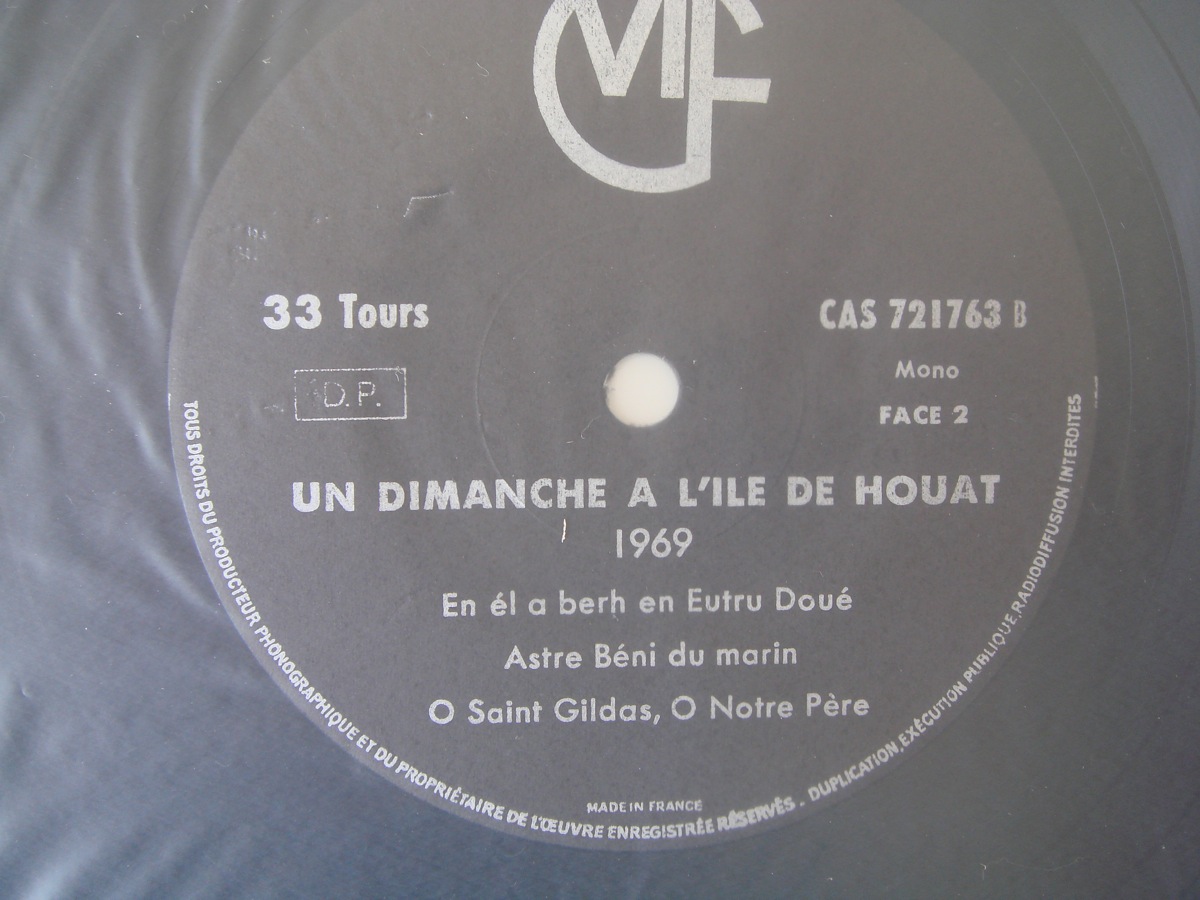 MF
33 Tours
CAS 721763 B
D.P.
Mono
FACE 2
UN DIMANCHE A L'ILE DE HOUAT
1969
En él a berh en Eutru Doué
Astre Béni du marin
O Saint Gildas, O Notre Père
MADE IN FRANCE
TOUS DROITS DU PRODUCTEUR PHONOGRAPHIQUE ET DU PROPRIÉTAIRE DE L'ŒUVRE ENREGISTRÉE RÉSERVÉS. DUPLICATION, EXÉCUTION PUBLIQUE, RADIODIFFUSION INTERDITES